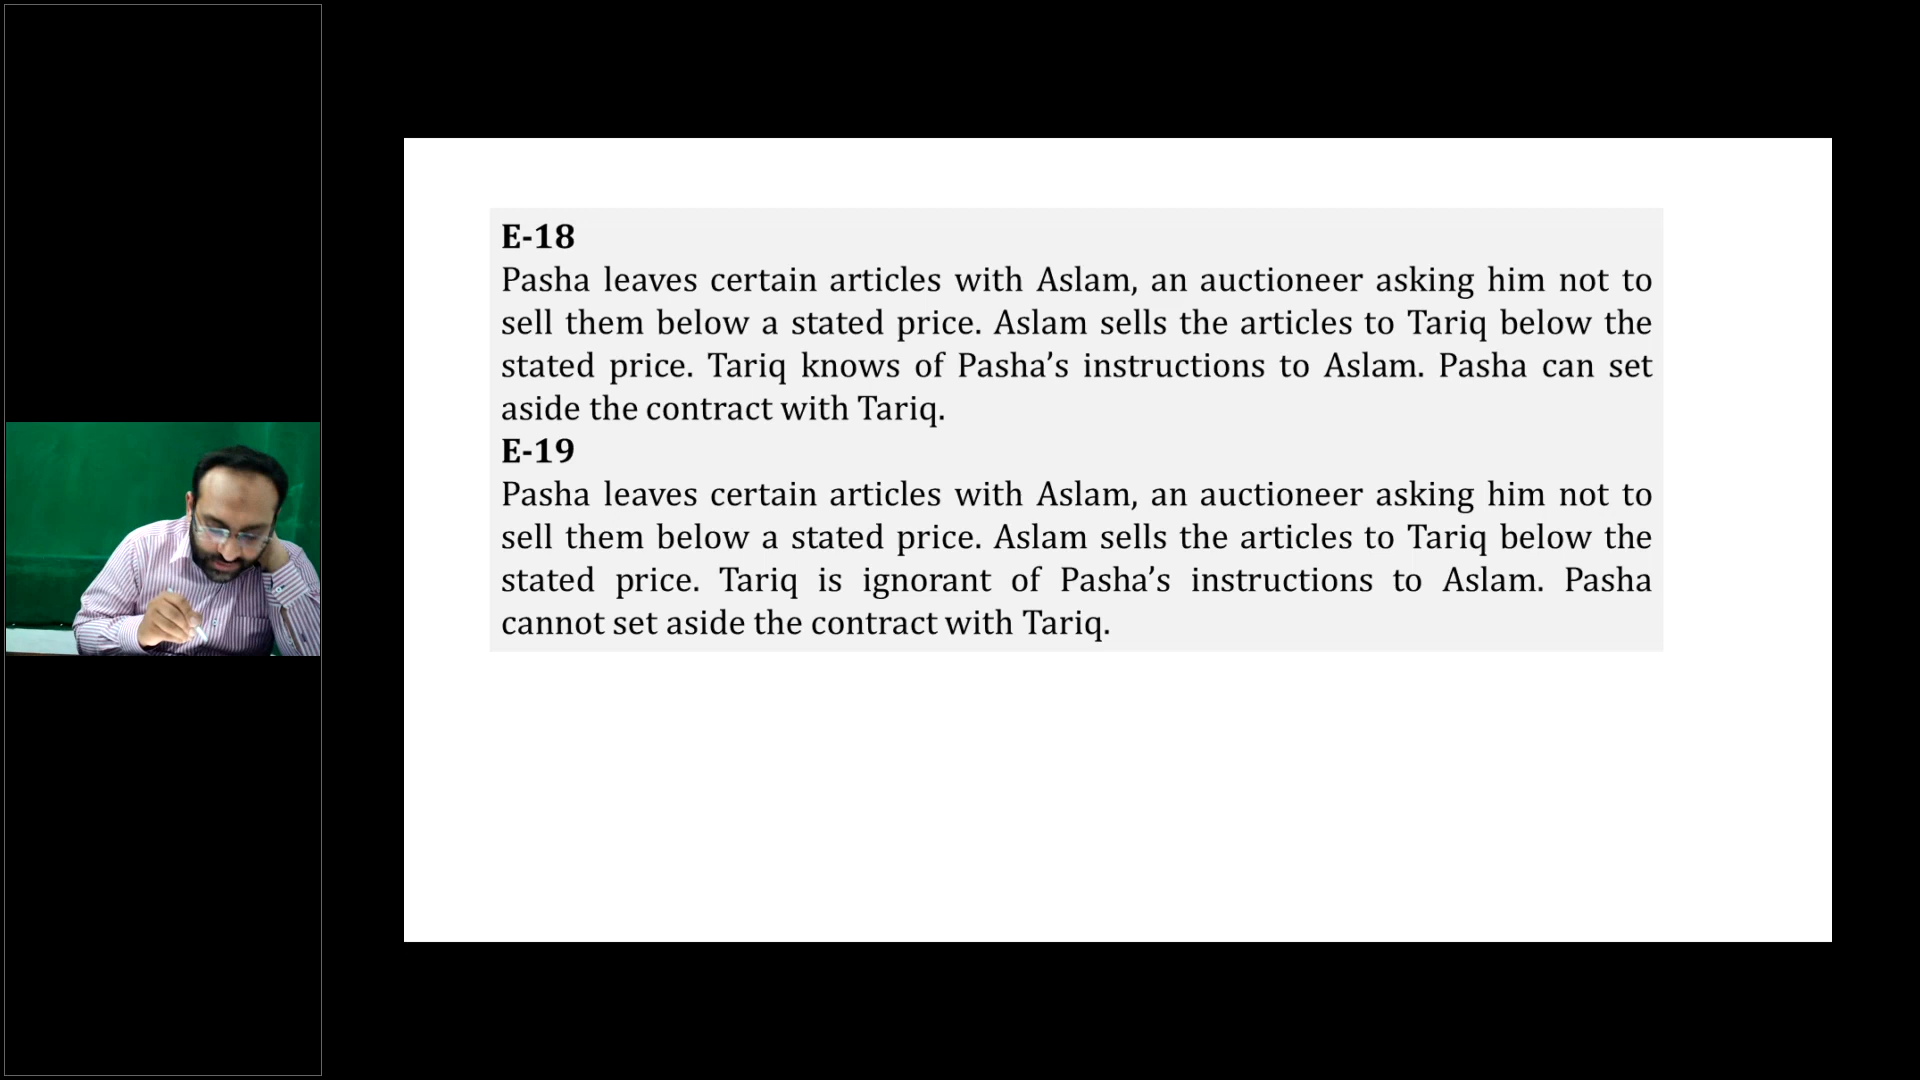 E-18
Pasha leaves certain articles with Aslam, an auctioneer asking him not to
sell them below a stated price. Aslam sells the articles to Tariq below the
stated price. Tariq knows of Pasha’s instructions to Aslam. Pasha can set
aside the contract with Tariq.
E-19
Pasha leaves certain articles with Aslam, an auctioneer asking him not to
sell them below a stated price. Aslam sells the articles to Tariq below the
stated price. Tariq is ignorant of Pasha’s instructions to Aslam. Pasha
cannot set aside the contract with Tariq.